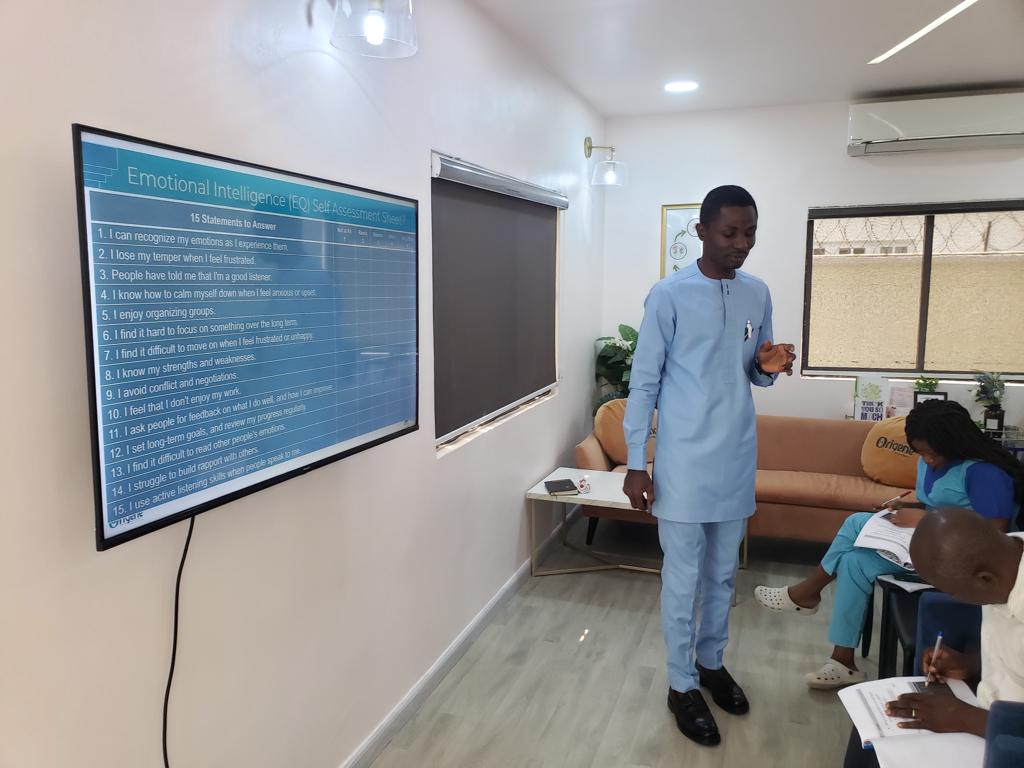 Emotional Intelligence (EQ) Self Assessment Sheet?
15 Statements to Answer
1. I can recognize my emotions as I experience them.
2. I lose my temper when I feel frustrated.
3. People have told me that I'm a good listener.
4. I know how to calm myself down when I feel anxious or upset.
5. I enjoy organizing groups.
6. I find it hard to focus on something over the long term.
7. I find it difficult to move on when I feel frustrated or unhappy.
8. I know my strengths and weaknesses.
9. I avoid conflict and negotiations.
10. I feel that I don't enjoy my work.
11. I ask people for feedback on what I do well, and how I can improve.
12. I set long-term goals, and review my progress regularly.
13. I find it difficult to read other people's emotions.
14. I struggle to build rapport with others.
15. I use active listening skills when people speak to me.
Origene
THANK
YOU SO
MUCH
Origene